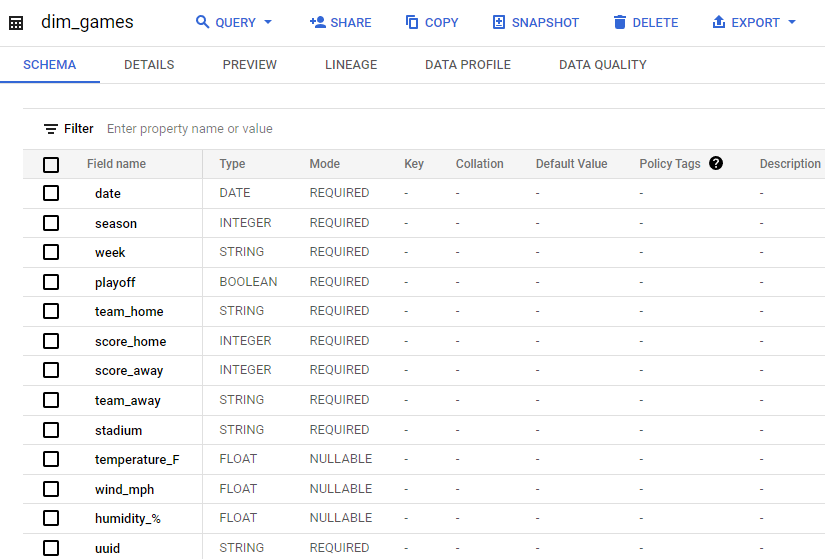 dim_games QUERY SHARE COPY SNAPSHOT DELETE EXPORT
SCHEMA DETAILS PREVIEW LINEAGE DATA PROFILE DATA QUALITY
Filter Enter property name or value
Field name Type Mode Key Collation Default Value Policy Tags ? Description
date DATE REQUIRED - - - - -
season INTEGER REQUIRED - - - - -
week STRING REQUIRED - - - - -
playoff BOOLEAN REQUIRED - - - - -
team_home STRING REQUIRED - - - - -
score_home INTEGER REQUIRED - - - - -
score_away INTEGER REQUIRED - - - - -
team_away STRING REQUIRED - - - - -
stadium STRING REQUIRED - - - - -
temperature_F FLOAT NULLABLE - - - - -
wind_mph FLOAT NULLABLE - - - - -
humidity_% FLOAT NULLABLE - - - - -
uuid STRING REQUIRED - - - - -